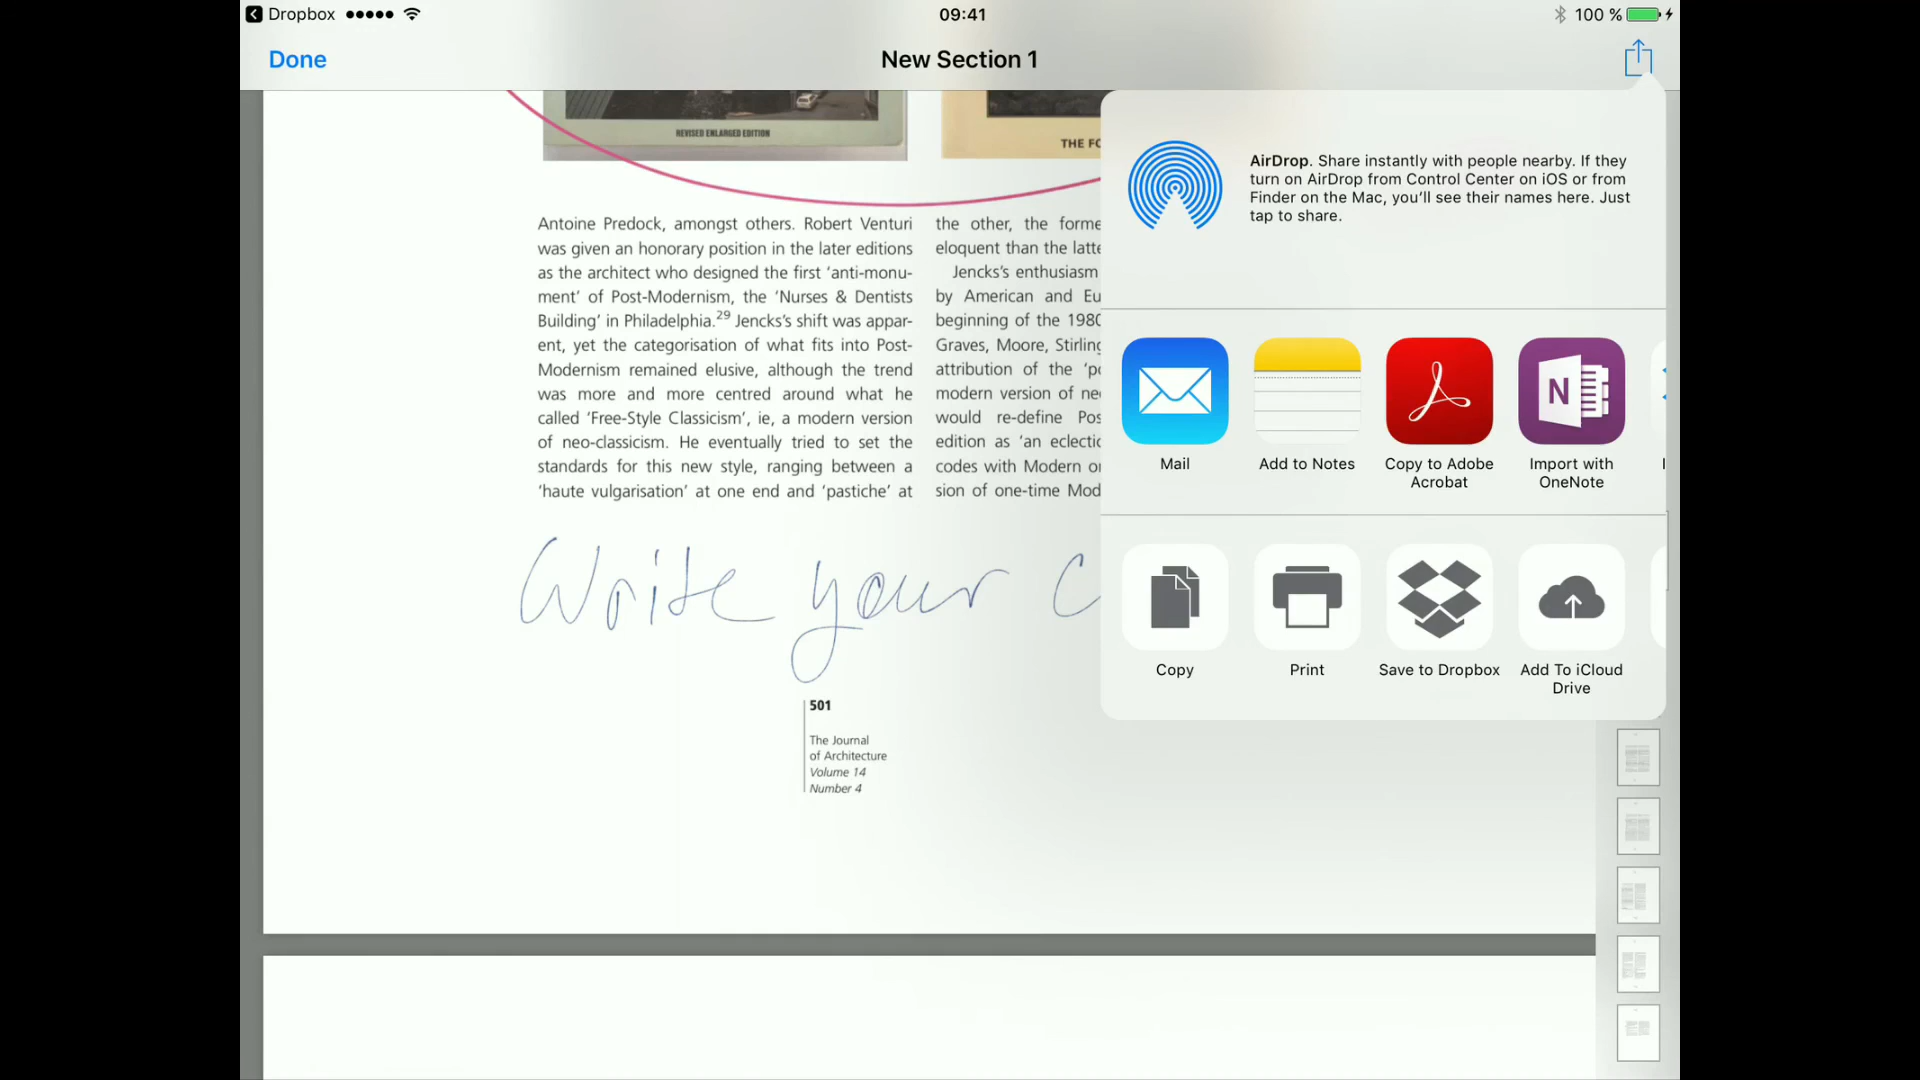 Dropbox
09:41
100 %
Done
New Section 1
REVISED ENLARGED EDITION
THE FO
Antoine Predock, amongst others. Robert Venturi
was given an honorary position in the later editions
as the architect who designed the first ‘anti-monu-
ment’ of Post-Modernism, the ‘Nurses & Dentists
Building’ in Philadelphia.29 Jencks’s shift was appar-
ent, yet the categorisation of what fits into Post-
Modernism remained elusive, although the trend
was more and more centred around what he
called ‘Free-Style Classicism’, ie, a modern version
of neo-classicism. He eventually tried to set the
standards for this new style, ranging between a
‘haute vulgarisation’ at one end and ‘pastiche’ at
the other, the forme
eloquent than the latte
Jencks’s enthusiasm
by American and Eu
beginning of the 1980
Graves, Moore, Stirling
attribution of the ‘po
modern version of neo
would re-define Pos
edition as ‘an eclectic
codes with Modern or
sion of one-time Mod
Write your c
501
The Journal
of Architecture
Volume 14
Number 4
AirDrop. Share instantly with people nearby. If they
turn on AirDrop from Control Center on iOS or from
Finder on the Mac, you’ll see their names here. Just
tap to share.
Mail
Add to Notes
Copy to Adobe
Acrobat
N
Import with
OneNote
Copy
Print
Save to Dropbox
Add To iCloud
Drive